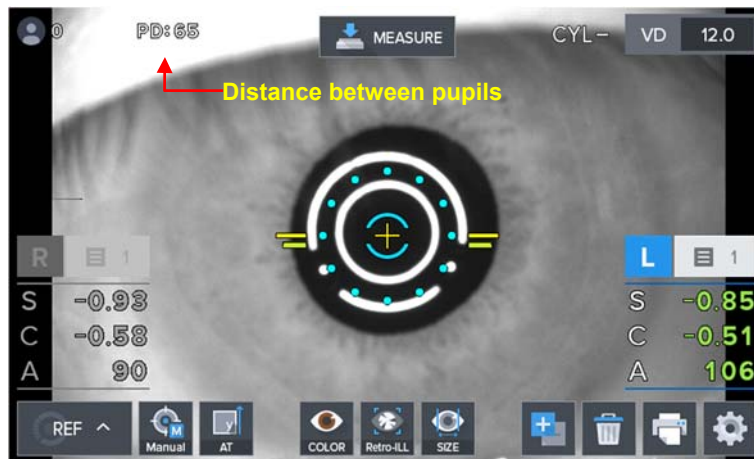 0 PD:65 MEASURE CYL- VD 12.0
Distance between pupils
R 1 L 1
S -0.93 S -0.85
C -0.58 C -0.51
A 90 A 106
REF Manual M y AT COLOR Retro-ILL SIZE